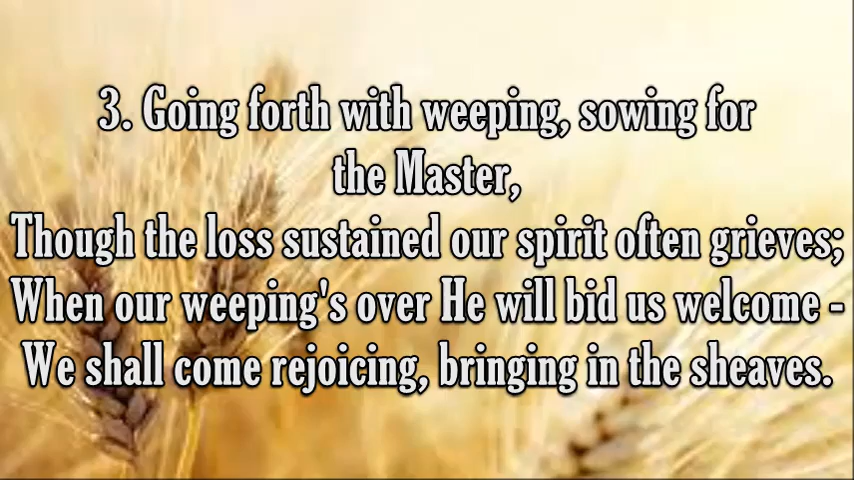 3. Going forth with weeping, sowing for
the Master,
Though the loss sustained our spirit often grieves;
When our weeping's over He will bid us welcome -
We shall come rejoicing, bringing in the sheaves.